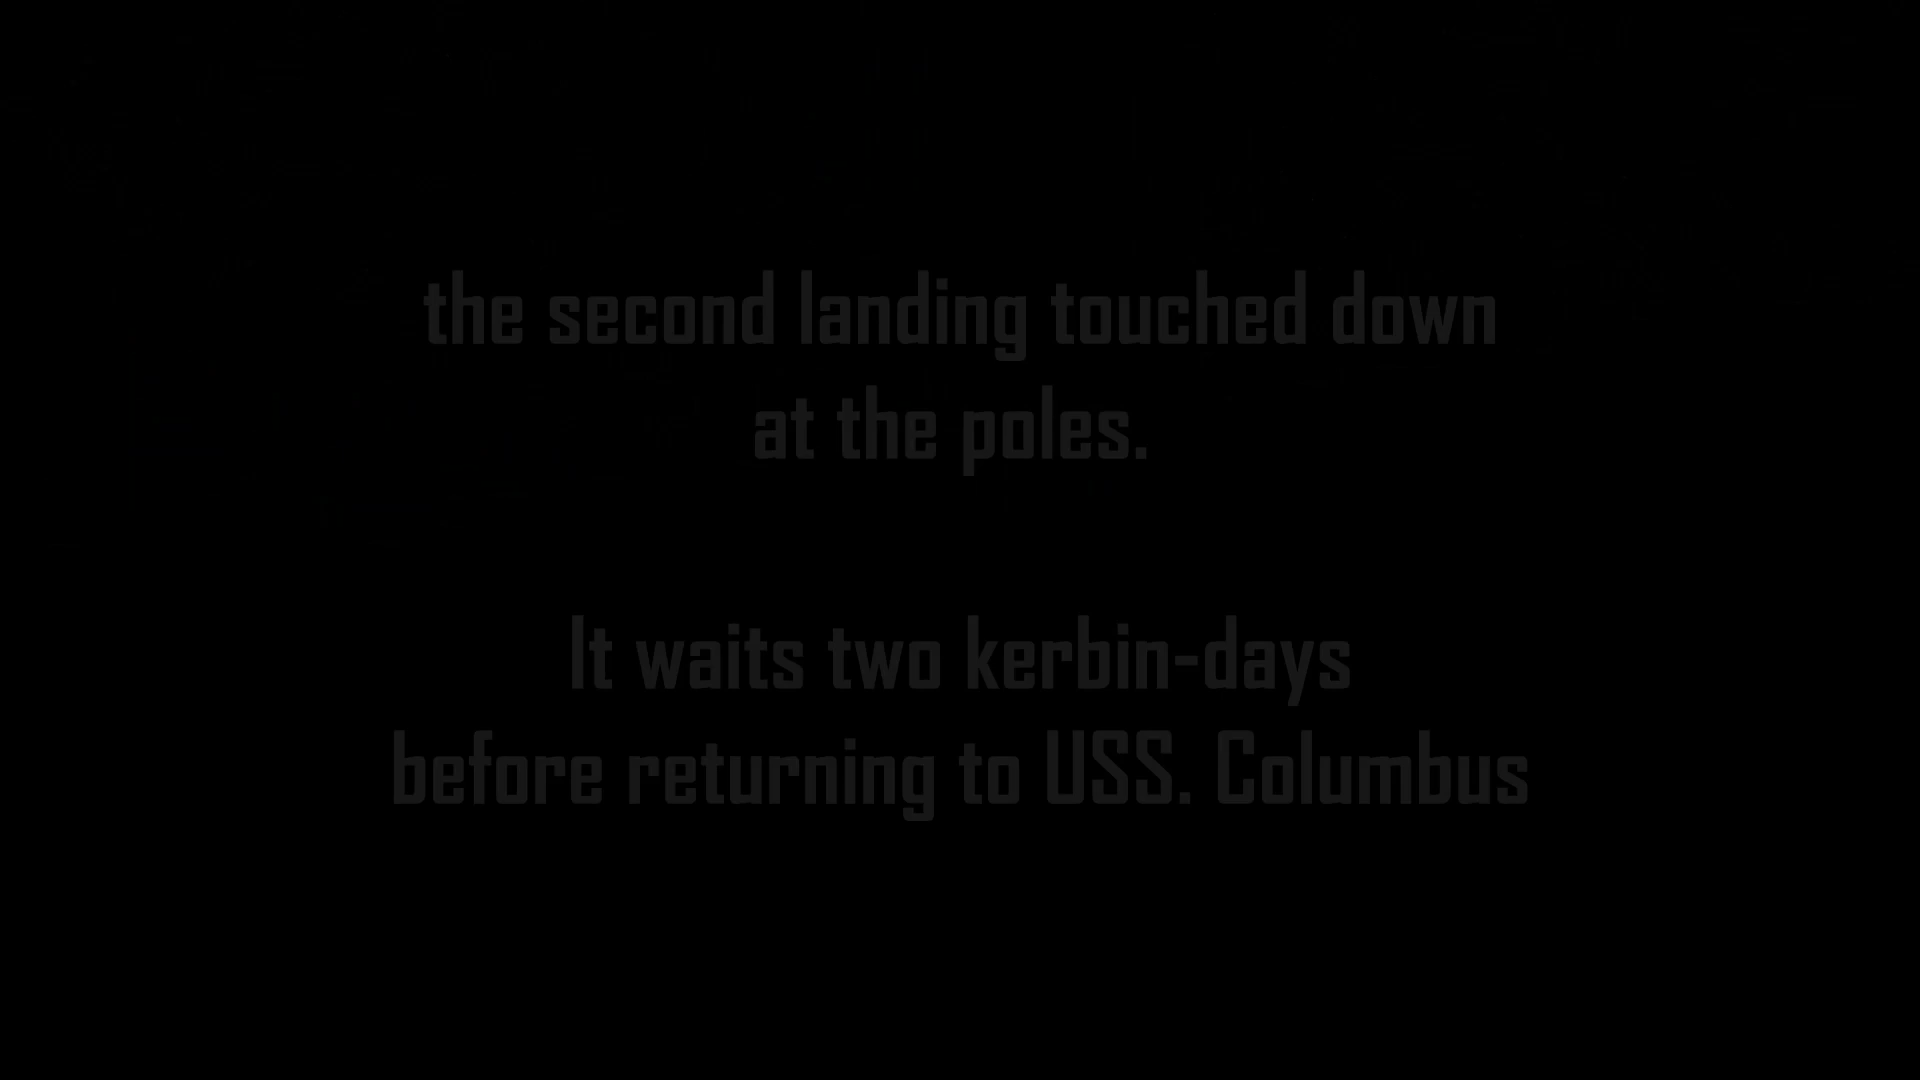 the second landing touched down
at the poles.
It waits two kerbin-days
before returning to USS. Columbus